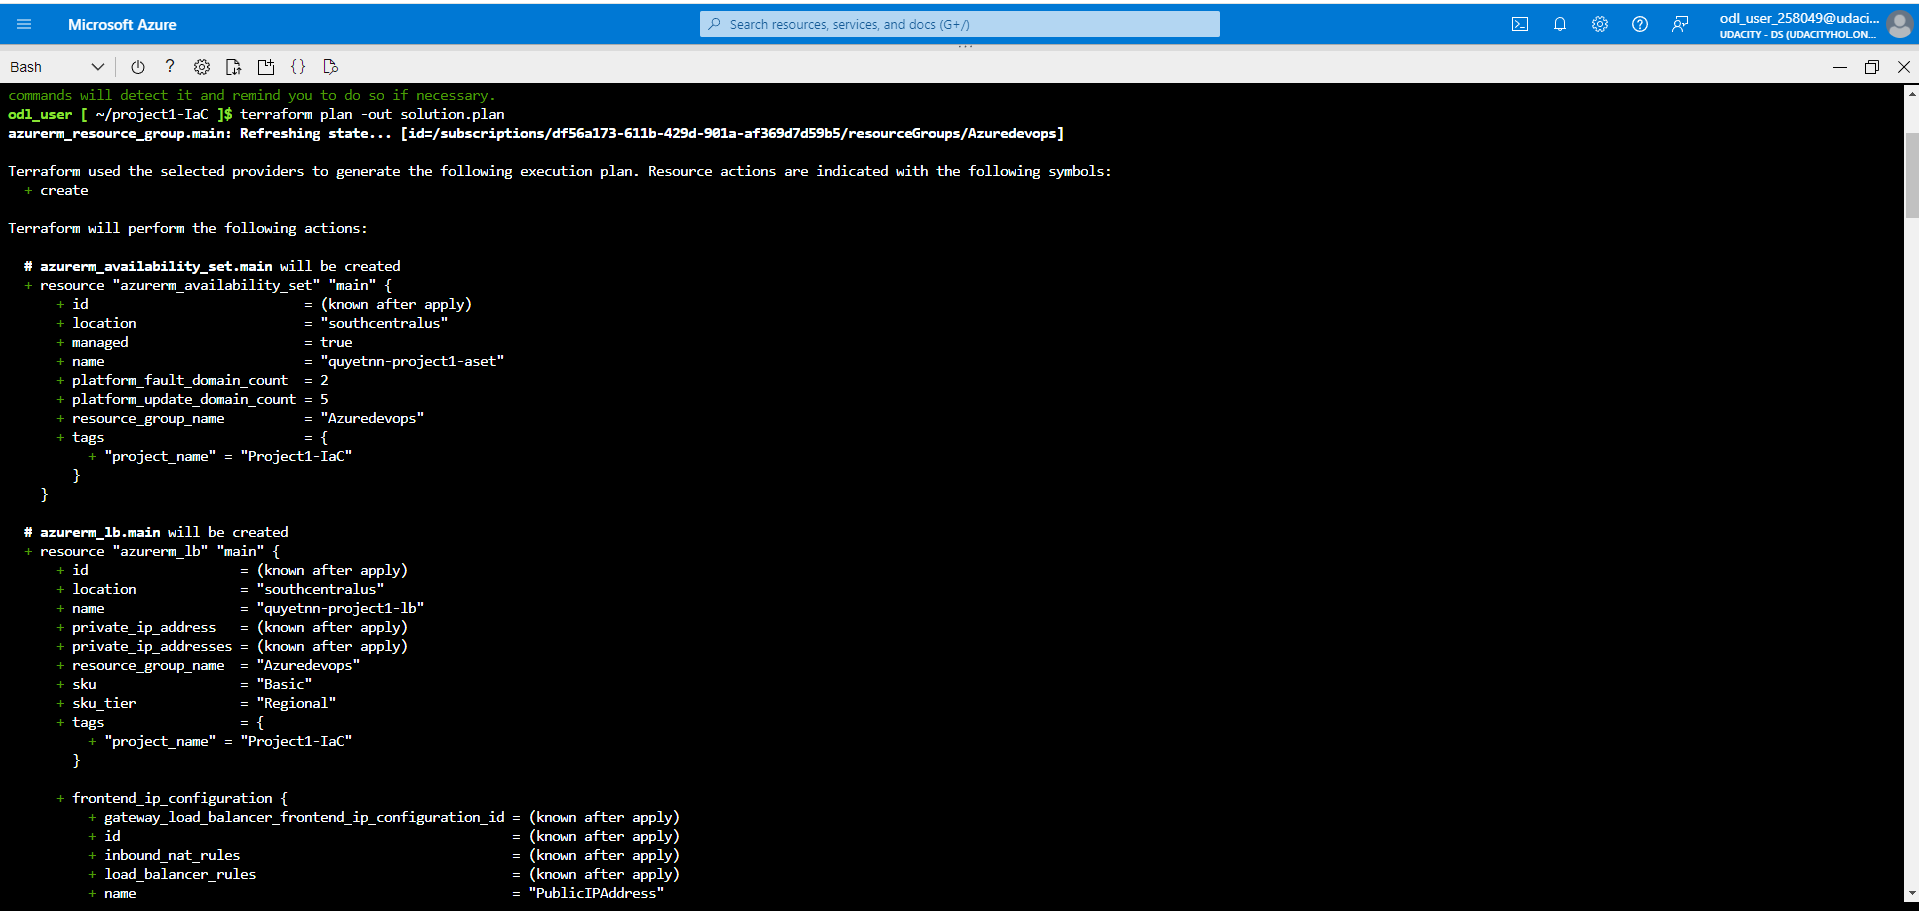 Microsoft Azure
Search resources, services, and docs (G+/)
odl_user_258049@udaci...
UDACITY - DS (UDACITYHOL.ON...
Bash
commands will detect it and remind you to do so if necessary.
odl_user [ ~/project1-IaC ]$ terraform plan -out solution.plan
azurerm_resource_group.main: Refreshing state... [id=/subscriptions/df56a173-611b-429d-901a-af369d7d59b5/resourceGroups/Azuredevops]
Terraform used the selected providers to generate the following execution plan. Resource actions are indicated with the following symbols:
  + create
Terraform will perform the following actions:
  # azurerm_availability_set.main will be created
  + resource "azurerm_availability_set" "main" {
      + id                           = (known after apply)
      + location                     = "southcentralus"
      + managed                      = true
      + name                         = "quyetnn-project1-aset"
      + platform_fault_domain_count  = 2
      + platform_update_domain_count = 5
      + resource_group_name          = "Azuredevops"
      + tags                         = {
          + "project_name" = "Project1-IaC"
        }
    }
  # azurerm_lb.main will be created
  + resource "azurerm_lb" "main" {
      + id                   = (known after apply)
      + location             = "southcentralus"
      + name                 = "quyetnn-project1-lb"
      + private_ip_address   = (known after apply)
      + private_ip_addresses = (known after apply)
      + resource_group_name  = "Azuredevops"
      + sku                  = "Basic"
      + sku_tier             = "Regional"
      + tags                 = {
          + "project_name" = "Project1-IaC"
        }
      + frontend_ip_configuration {
          + gateway_load_balancer_frontend_ip_configuration_id = (known after apply)
          + id                                                 = (known after apply)
          + inbound_nat_rules                                  = (known after apply)
          + load_balancer_rules                                = (known after apply)
          + name                                               = "PublicIPAddress"